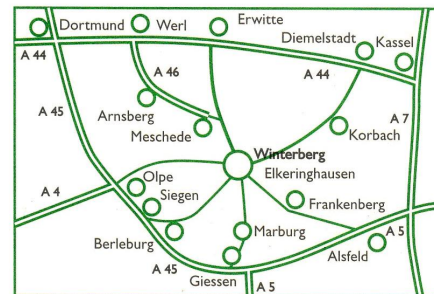 Dortmund
Werl
Erwitte
Diemelstadt
Kassel
A 44
A 46
A 44
A 45
A 7
Arnsberg
Meschede
Korbach
Winterberg
Elkeringhausen
Olpe
A 4
Siegen
Frankenberg
Berleburg
Marburg
A 5
Alsfeld
A 45
Giessen
A 5